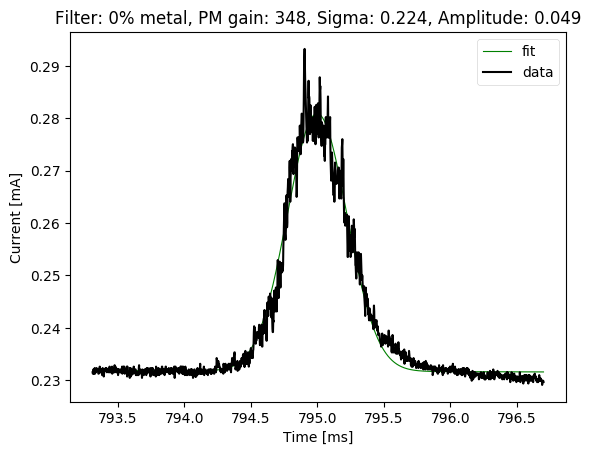 Filter: 0% metal, PM gain: 348, Sigma: 0.224, Amplitude: 0.049
fit
data
0.29
0.28
0.27
0.26
0.25
0.24
0.23
Current [mA]
793.5 794.0 794.5 795.0 795.5 796.0 796.5
Time [ms]